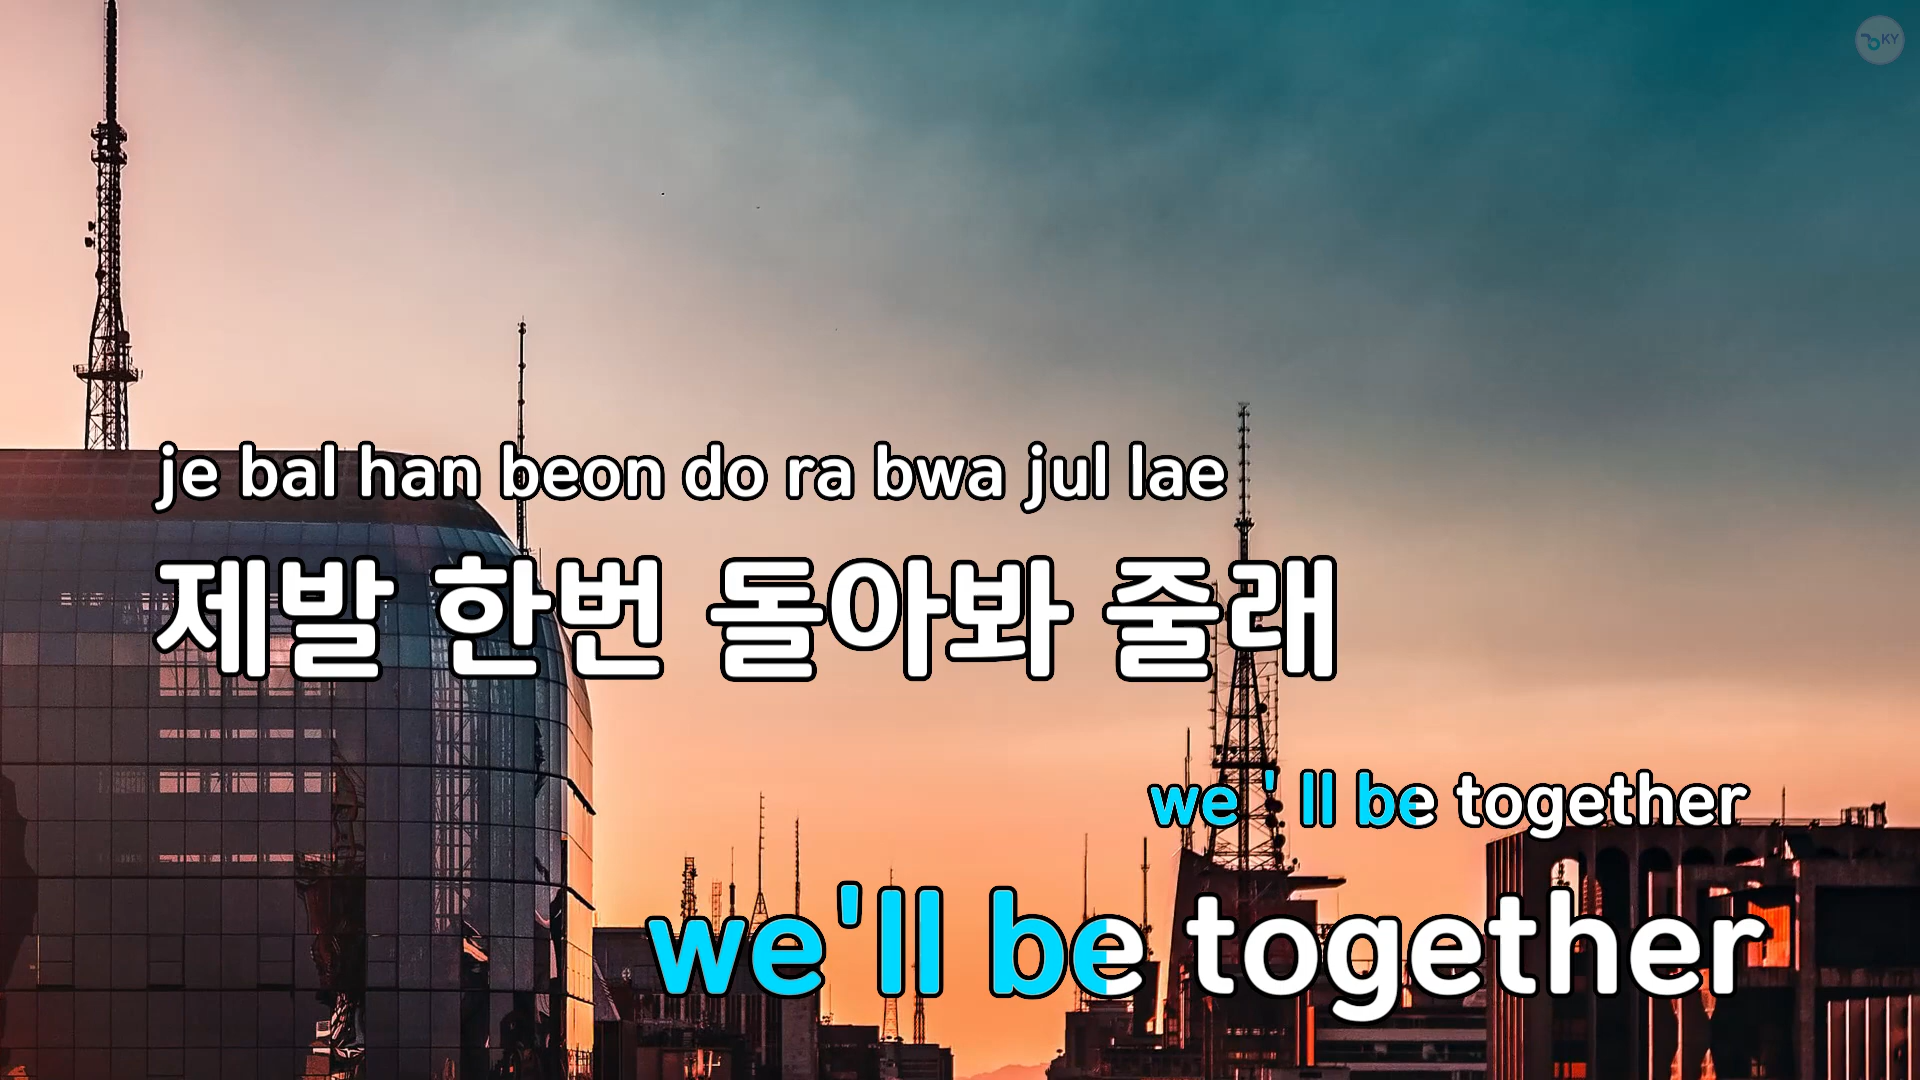 KY
je bal han beon do ra bwa jul lae
제발 한번 돌아봐 줄래
we ' ll be together
we'll be together